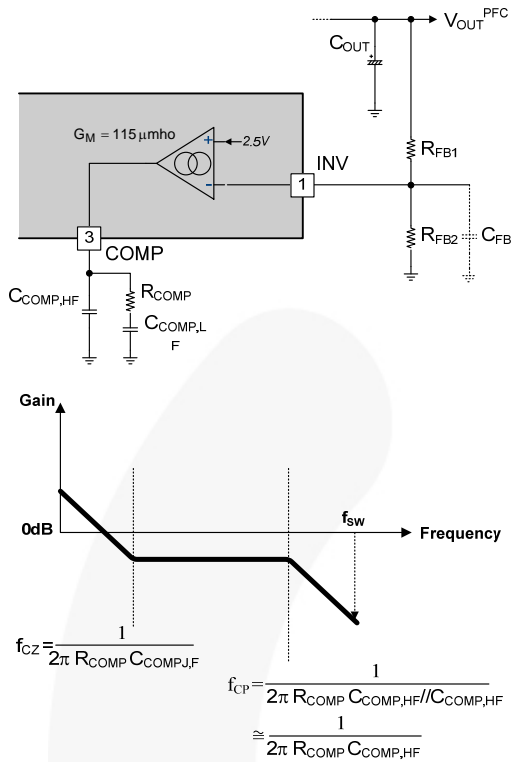 V_OUT^PFC
C_OUT
+
G_M = 115 μmho
+
2.5V
INV
1
−
R_FB1
R_FB2
C_FB
3
COMP
C_COMP,HF
R_COMP
C_COMP,L
F
Gain
0dB
f_SW
Frequency
f_CZ = 1 / 2π R_COMP C_COMPJ,F
f_CP = 1 / 2π R_COMP C_COMP,HF//C_COMP,HF
≅ 1 / 2π R_COMP C_COMP,HF